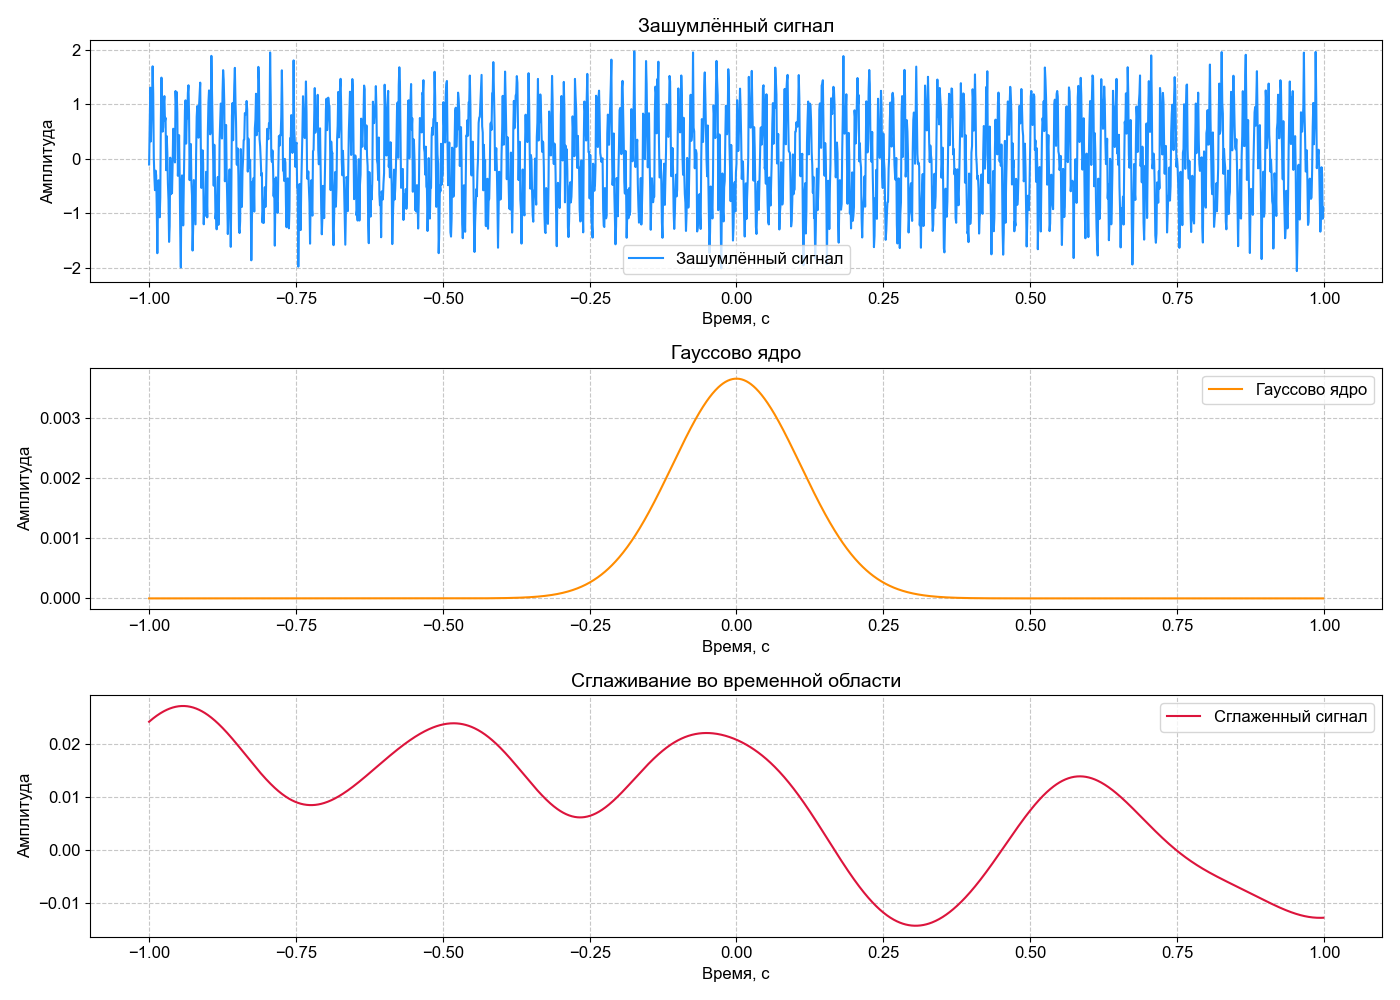 Зашумлённый сигнал
Амплитуда
2
1
0
−1
−2
Зашумлённый сигнал
−1.00 −0.75 −0.50 −0.25 0.00 0.25 0.50 0.75 1.00
Время, с
Гауссово ядро
Амплитуда
0.003
0.002
0.001
0.000
Гауссово ядро
−1.00 −0.75 −0.50 −0.25 0.00 0.25 0.50 0.75 1.00
Время, с
Сглаживание во временной области
Амплитуда
0.02
0.01
0.00
−0.01
Сглаженный сигнал
−1.00 −0.75 −0.50 −0.25 0.00 0.25 0.50 0.75 1.00
Время, с